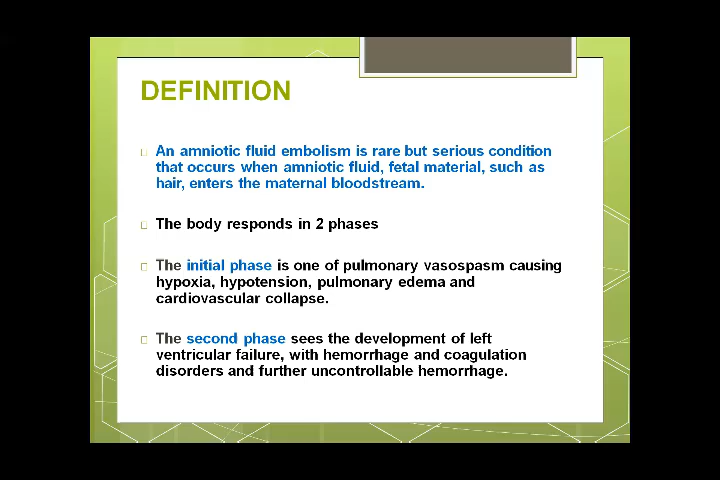 DEFINITION
An amniotic fluid embolism is rare but serious condition
that occurs when amniotic fluid, fetal material, such as
hair, enters the maternal bloodstream.
The body responds in 2 phases
The initial phase is one of pulmonary vasospasm causing
hypoxia, hypotension, pulmonary edema and
cardiovascular collapse.
The second phase sees the development of left
ventricular failure, with hemorrhage and coagulation
disorders and further uncontrollable hemorrhage.